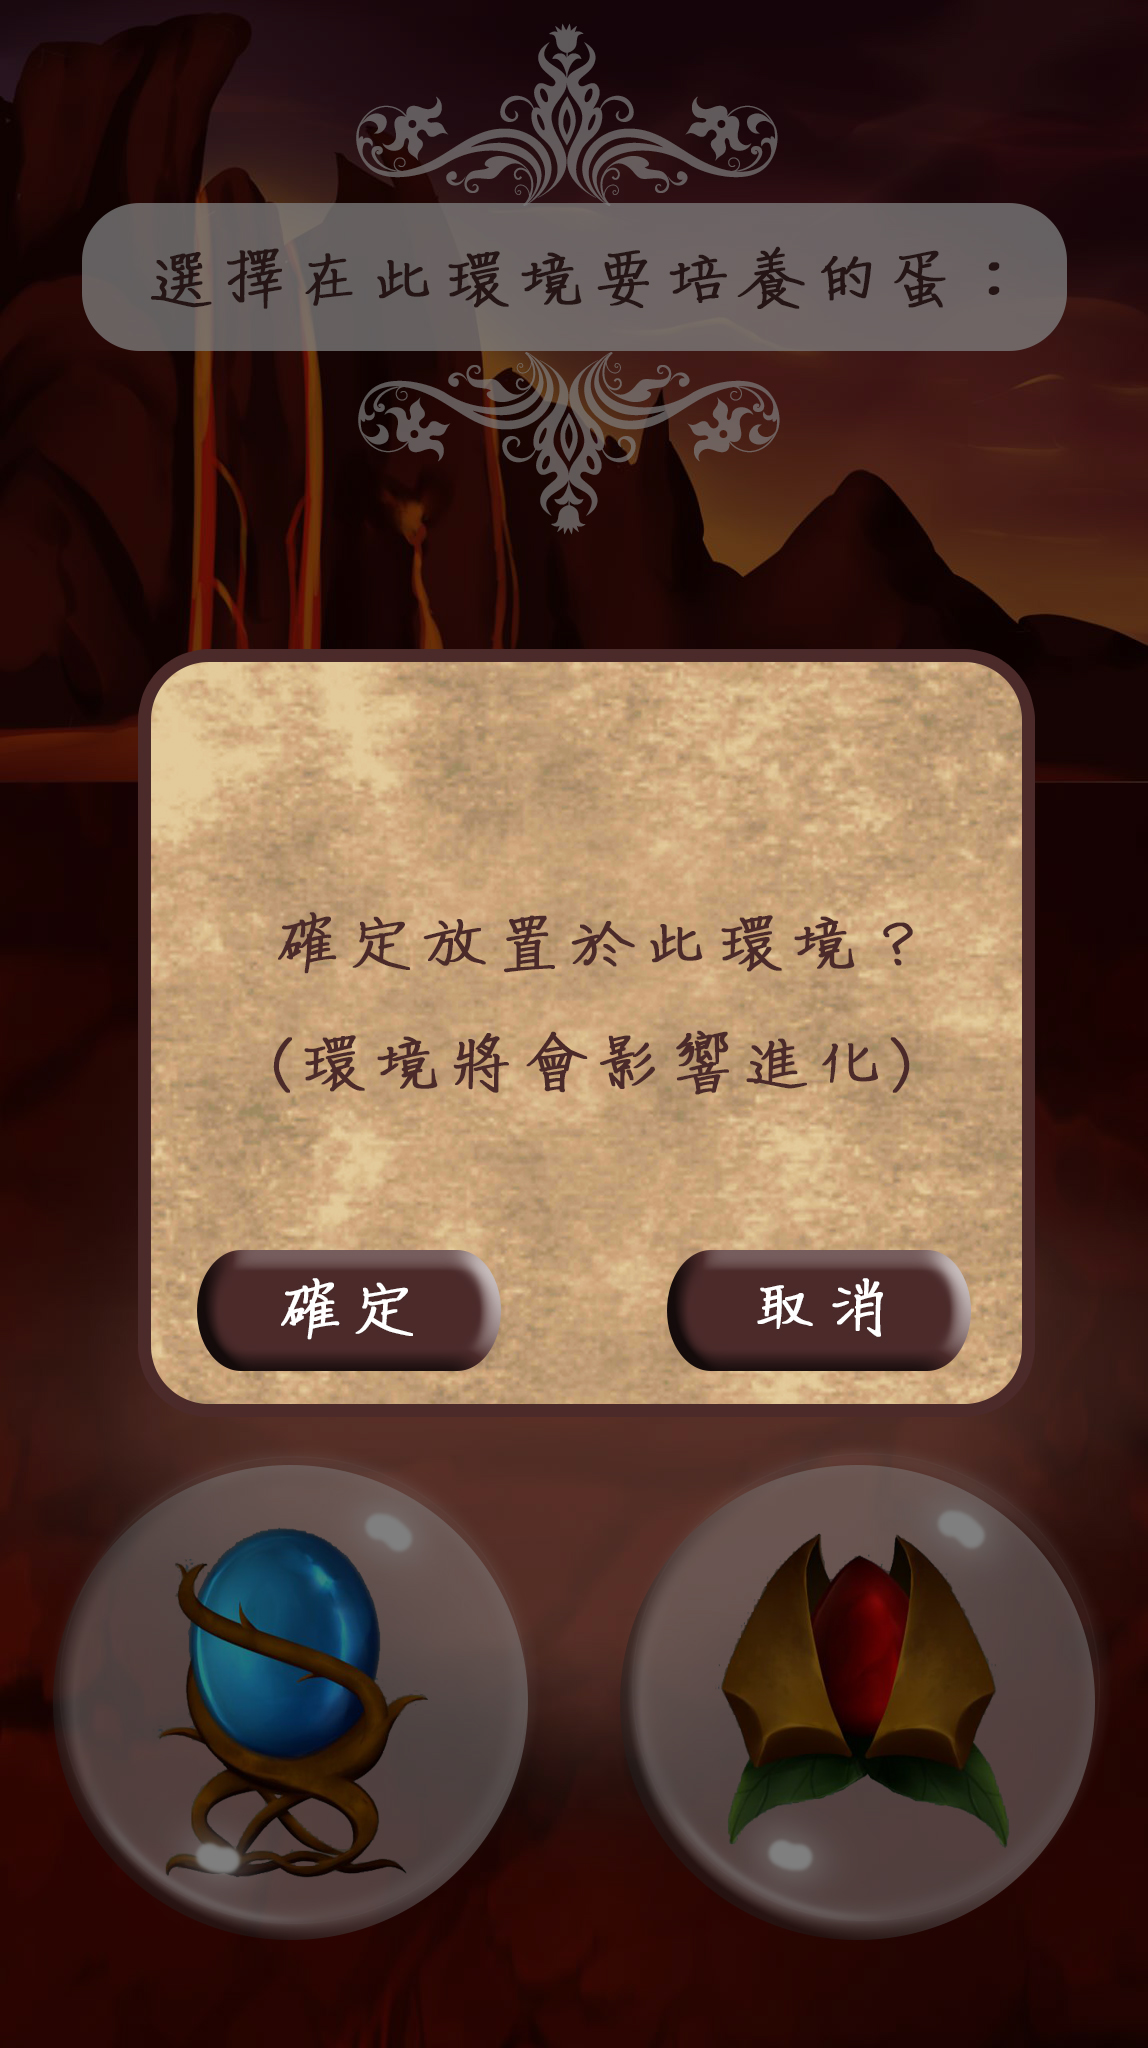 選擇在此環境要培養的蛋：
確定放置於此環境？
(環境將會影響進化)
確定
取消